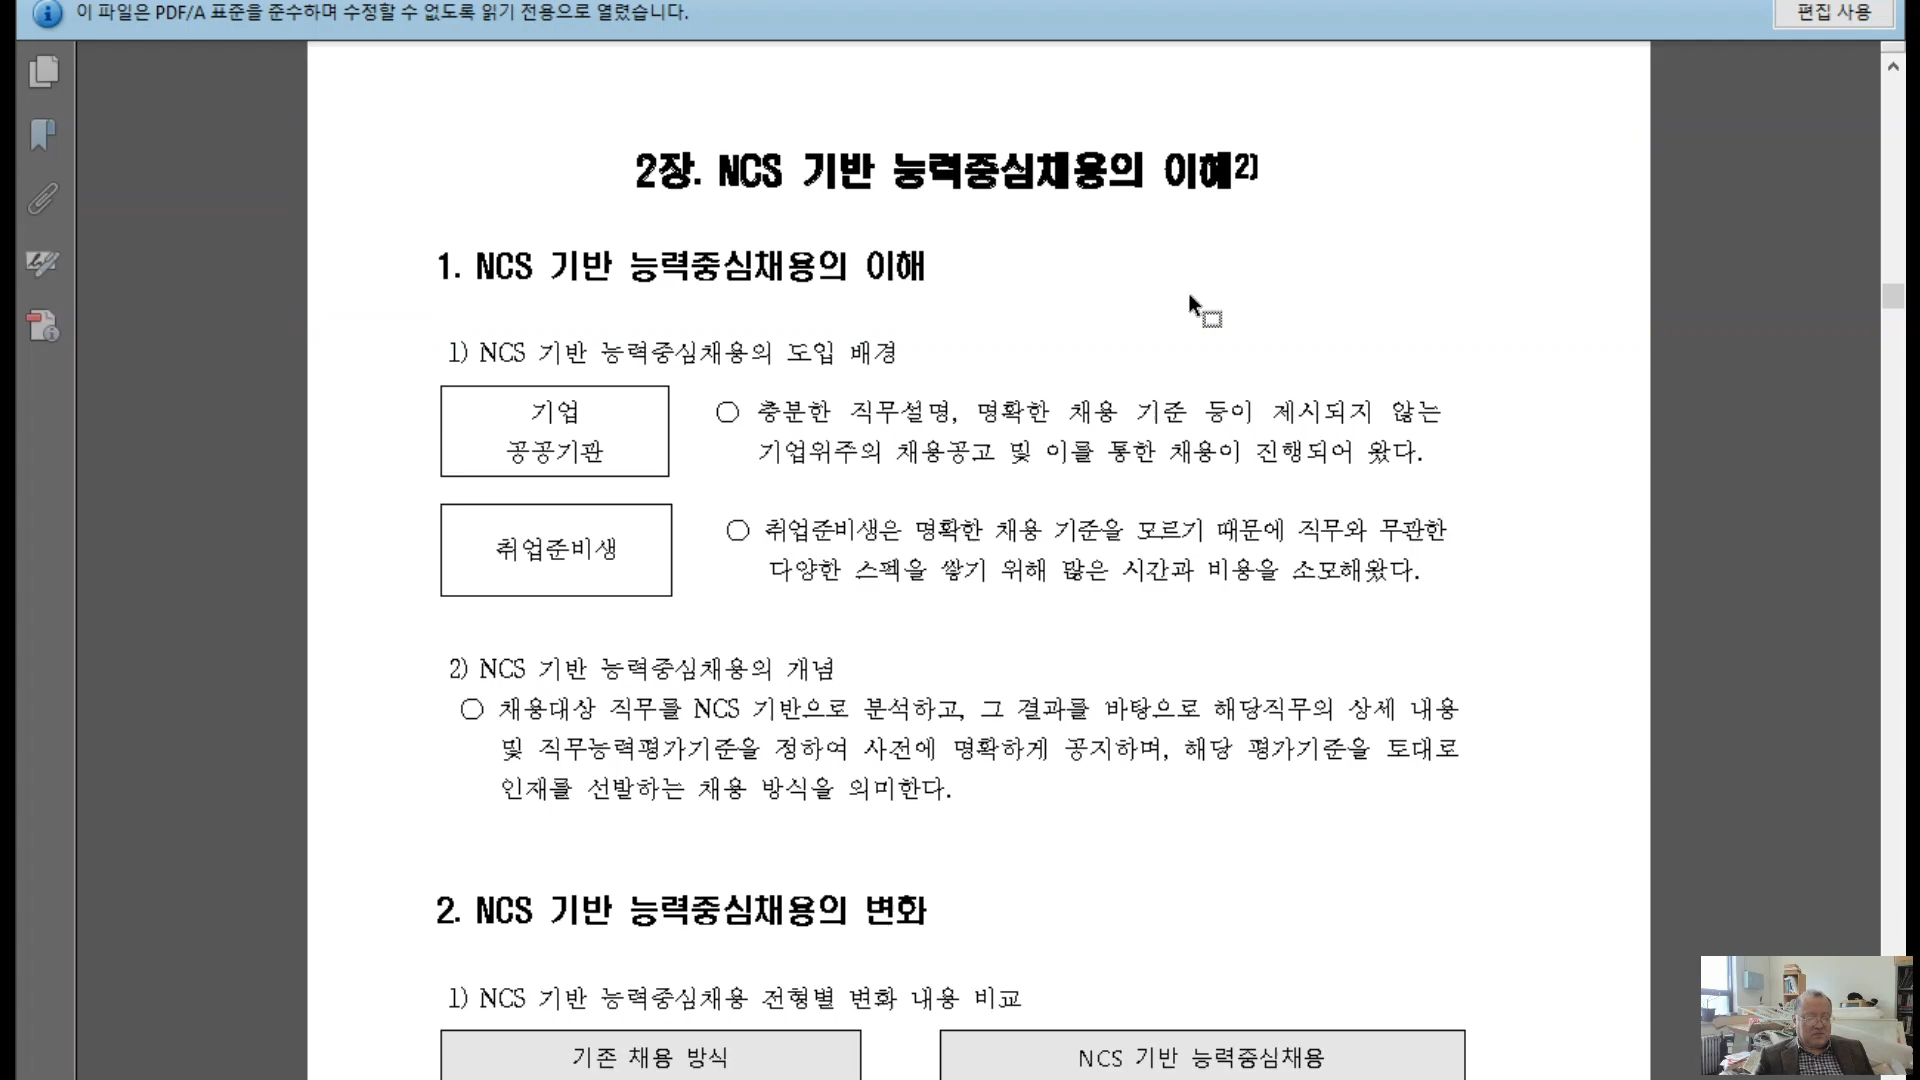 이 파일은 PDF/A 표준을 준수하며 수정할 수 없도록 읽기 전용으로 열렸습니다.
편집 사용
2장. NCS 기반 능력중심채용의 이해2)
1. NCS 기반 능력중심채용의 이해
1) NCS 기반 능력중심채용의 도입 배경
기업
공공기관
○ 충분한 직무설명, 명확한 채용 기준 등이 제시되지 않는
기업위주의 채용공고 및 이를 통한 채용이 진행되어 왔다.
취업준비생
○ 취업준비생은 명확한 채용 기준을 모르기 때문에 직무와 무관한
다양한 스펙을 쌓기 위해 많은 시간과 비용을 소모해왔다.
2) NCS 기반 능력중심채용의 개념
○ 채용대상 직무를 NCS 기반으로 분석하고, 그 결과를 바탕으로 해당직무의 상세 내용
및 직무능력평가기준을 정하여 사전에 명확하게 공지하며, 해당 평가기준을 토대로
인재를 선발하는 채용 방식을 의미한다.
2. NCS 기반 능력중심채용의 변화
1) NCS 기반 능력중심채용 전형별 변화 내용 비교
기존 채용 방식
NCS 기반 능력중심채용